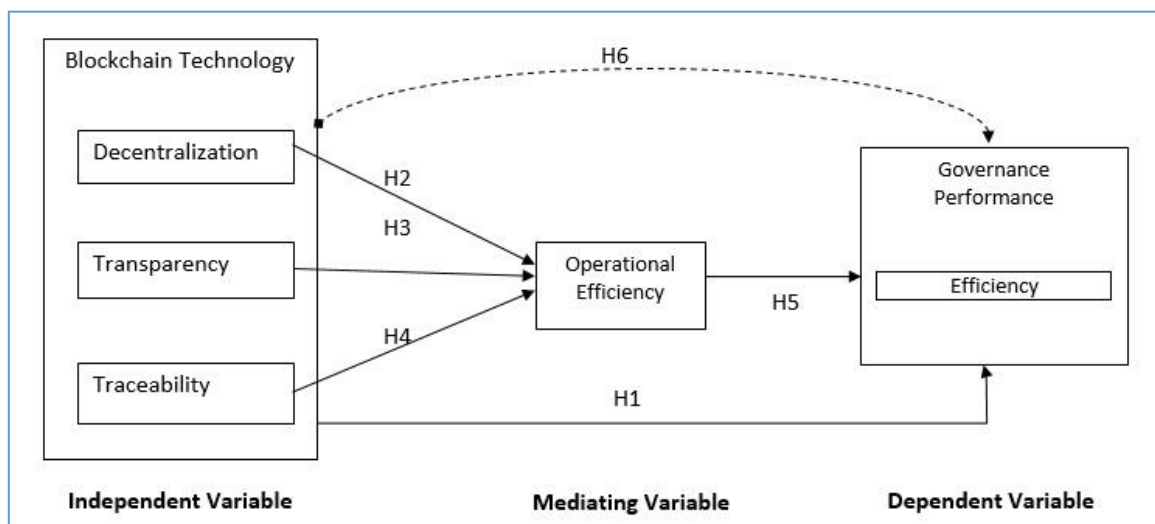 Blockchain Technology
H6
Decentralization
H2
H3
Transparency
Traceability
H4
Operational
Efficiency
H5
Governance
Performance
Efficiency
H1
Independent Variable
Mediating Variable
Dependent Variable